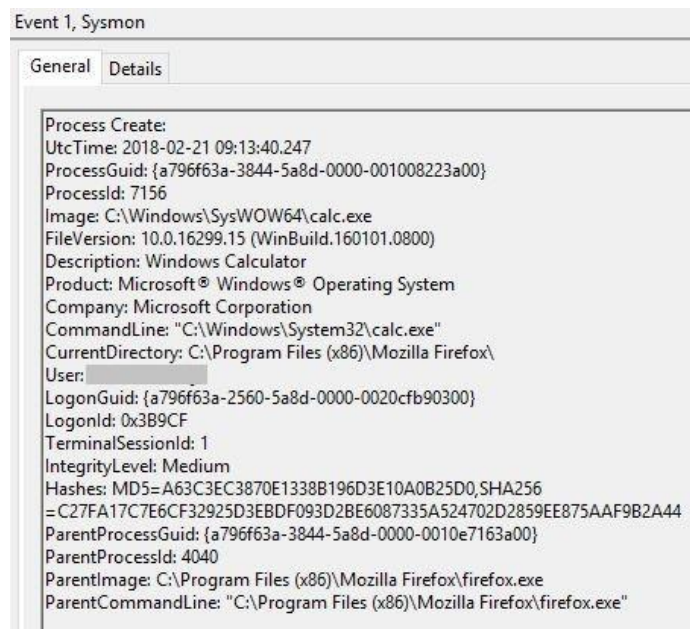 Event 1, Sysmon
General Details
Process Create:
UtcTime: 2018-02-21 09:13:40.247
ProcessGuid: {a796f63a-3844-5a8d-0000-001008223a00}
ProcessId: 7156
Image: C:\Windows\SysWOW64\calc.exe
FileVersion: 10.0.16299.15 (WinBuild.160101.0800)
Description: Windows Calculator
Product: Microsoft® Windows® Operating System
Company: Microsoft Corporation
CommandLine: "C:\Windows\System32\calc.exe"
CurrentDirectory: C:\Program Files (x86)\Mozilla Firefox\
User:
LogonGuid: {a796f63a-2560-5a8d-0000-0020cfb90300}
LogonId: 0x3B9CF
TerminalSessionId: 1
IntegrityLevel: Medium
Hashes: MD5=A63C3EC3870E1338B196D3E10A0B25D0,SHA256
=C27FA17C7E6CF32925D3EBDF093D2BE6087335A524702D2859EE875AAF9B2A44
ParentProcessGuid: {a796f63a-3844-5a8d-0000-0010e7163a00}
ParentProcessId: 4040
ParentImage: C:\Program Files (x86)\Mozilla Firefox\firefox.exe
ParentCommandLine: "C:\Program Files (x86)\Mozilla Firefox\firefox.exe"